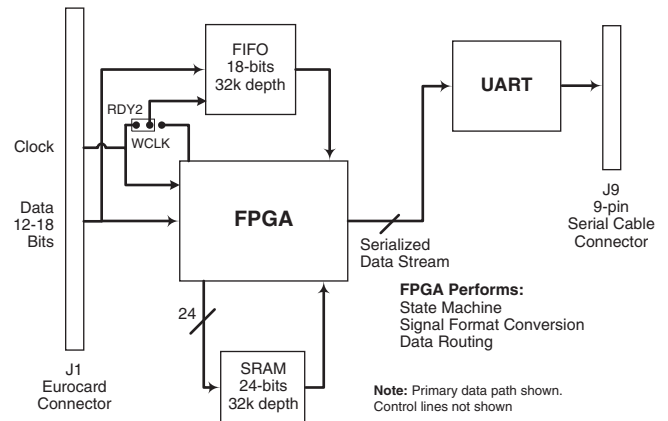 FIFO
18-bits
32k depth
UART
RDY2
WCLK
Clock
Data
12-18
Bits
FPGA
J9
9-pin
Serial Cable
Connector
Serialized
Data Stream
FPGA Performs:
State Machine
Signal Format Conversion
Data Routing
24
SRAM
24-bits
32k depth
J1
Eurocard
Connector
Note: Primary data path shown.
Control lines not shown